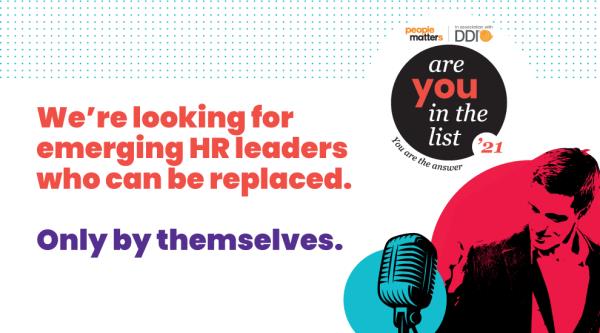 people matters
In association with
DDI
are
you
in the
list
'21
You are the answer
We're looking for
emerging HR leaders
who can be replaced.
Only by themselves.